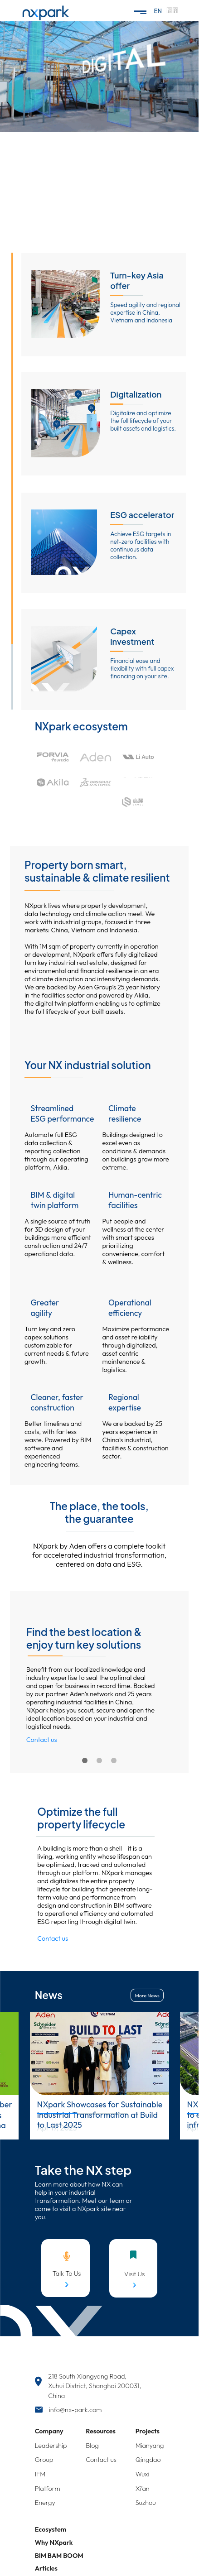 nxpark
EN
DIGITAL
Turn-key Asia
offer
Speed agility and regional
expertise in China,
Vietnam and Indonesia
Digitalization
Digitalize and optimize
the full lifecycle of your
built assets and logistics.
ESG accelerator
Achieve ESG targets in
net-zero facilities with
continuous data
collection.
Capex
investment
Financial ease and
flexibility with full capex
financing on your site.
NXpark ecosystem
FORVIA
faurecia
Aden
Li Auto
Akila
Property born smart,
sustainable & climate resilient
NXpark lives where property development,
data technology and climate action meet. We
work with industrial groups, focused in three
markets: China, Vietnam and Indonesia.
With 1M sqm of property currently in operation
or development, NXpark offers fully digitalized
turn key industrial real estate, designed for
environmental and financial resilience in an era
of climate disruption and intensifying demands.
We are backed by Aden Group's 25 year history
in the facilities sector and powered by Akila,
the digital twin platform enabling us to optimize
the full lifecycle of your built assets.
Your NX industrial solution
Streamlined
ESG performance
Automate full ESG
data collection &
reporting collection
through our operating
platform, Akila.
Climate
resilience
Buildings designed to
excel even as
conditions & demands
on buildings grow more
extreme.
BIM & digital
twin platform
A single source of truth
for 3D design of your
buildings more efficient
construction and 24/7
operational data.
Human-centric
facilities
Put people and
wellness at the center
with smart spaces
prioritizing
convenience, comfort
& wellness.
Greater
agility
Turn key and zero
capex solutions
customizable for
current needs & future
growth.
Operational
efficiency
Maximize performance
and asset reliability
through digitalized,
asset centric
maintenance &
logistics.
Cleaner, faster
construction
Better timelines and
costs, with far less
waste. Powered by BIM
software and
experienced
engineering teams.
Regional
expertise
We are backed by 25
years experience in
China's industrial,
facilities & construction
sector.
The place, the tools,
the guarantee
NXpark by Aden offers a complete toolkit
for accelerated industrial transformation,
centered on data and ESG.
Find the best location &
enjoy turn key solutions
Benefit from our localized knowledge and
industry expertise to seal the optimal deal
and open for business in record time. Backed
by our partner Aden's network and 25 years
operating industrial facilities in China,
NXpark helps you scout, secure and open the
ideal location based on your industrial and
logistical needs.
Contact us
Optimize the full
property lifecycle
A building is more than a shell - it is a
living, working entity whose lifespan can
be optimized, tracked and automated
through our platform. NXpark manages
and digitalizes the entire property
lifecycle for building that generate long-
term value and performance from
design and construction in BIM software
to operational efficiency and automated
ESG reporting through digital twin.
Contact us
News
More News
Aden
Schneider
Electric
VIETNAM
BUILD TO LAST
Aden
Schneider
Electric
NXpark Showcases for Sustainable
Industrial Transformation at Build
to Last 2025
Take the NX step
Learn more about how NX can
help in your industrial
transformation. Meet our team or
come to visit a NXpark site near
you.
Talk To Us
Visit Us
218 South Xiangyang Road,
Xuhui District, Shanghai 200031,
China
info@nx-park.com
Company
Leadership
Group
IFM
Platform
Energy
Resources
Blog
Contact us
Projects
Mianyang
Qingdao
Wuxi
Xi'an
Suzhou
Ecosystem
Why NXpark
BIM BAM BOOM
Articles